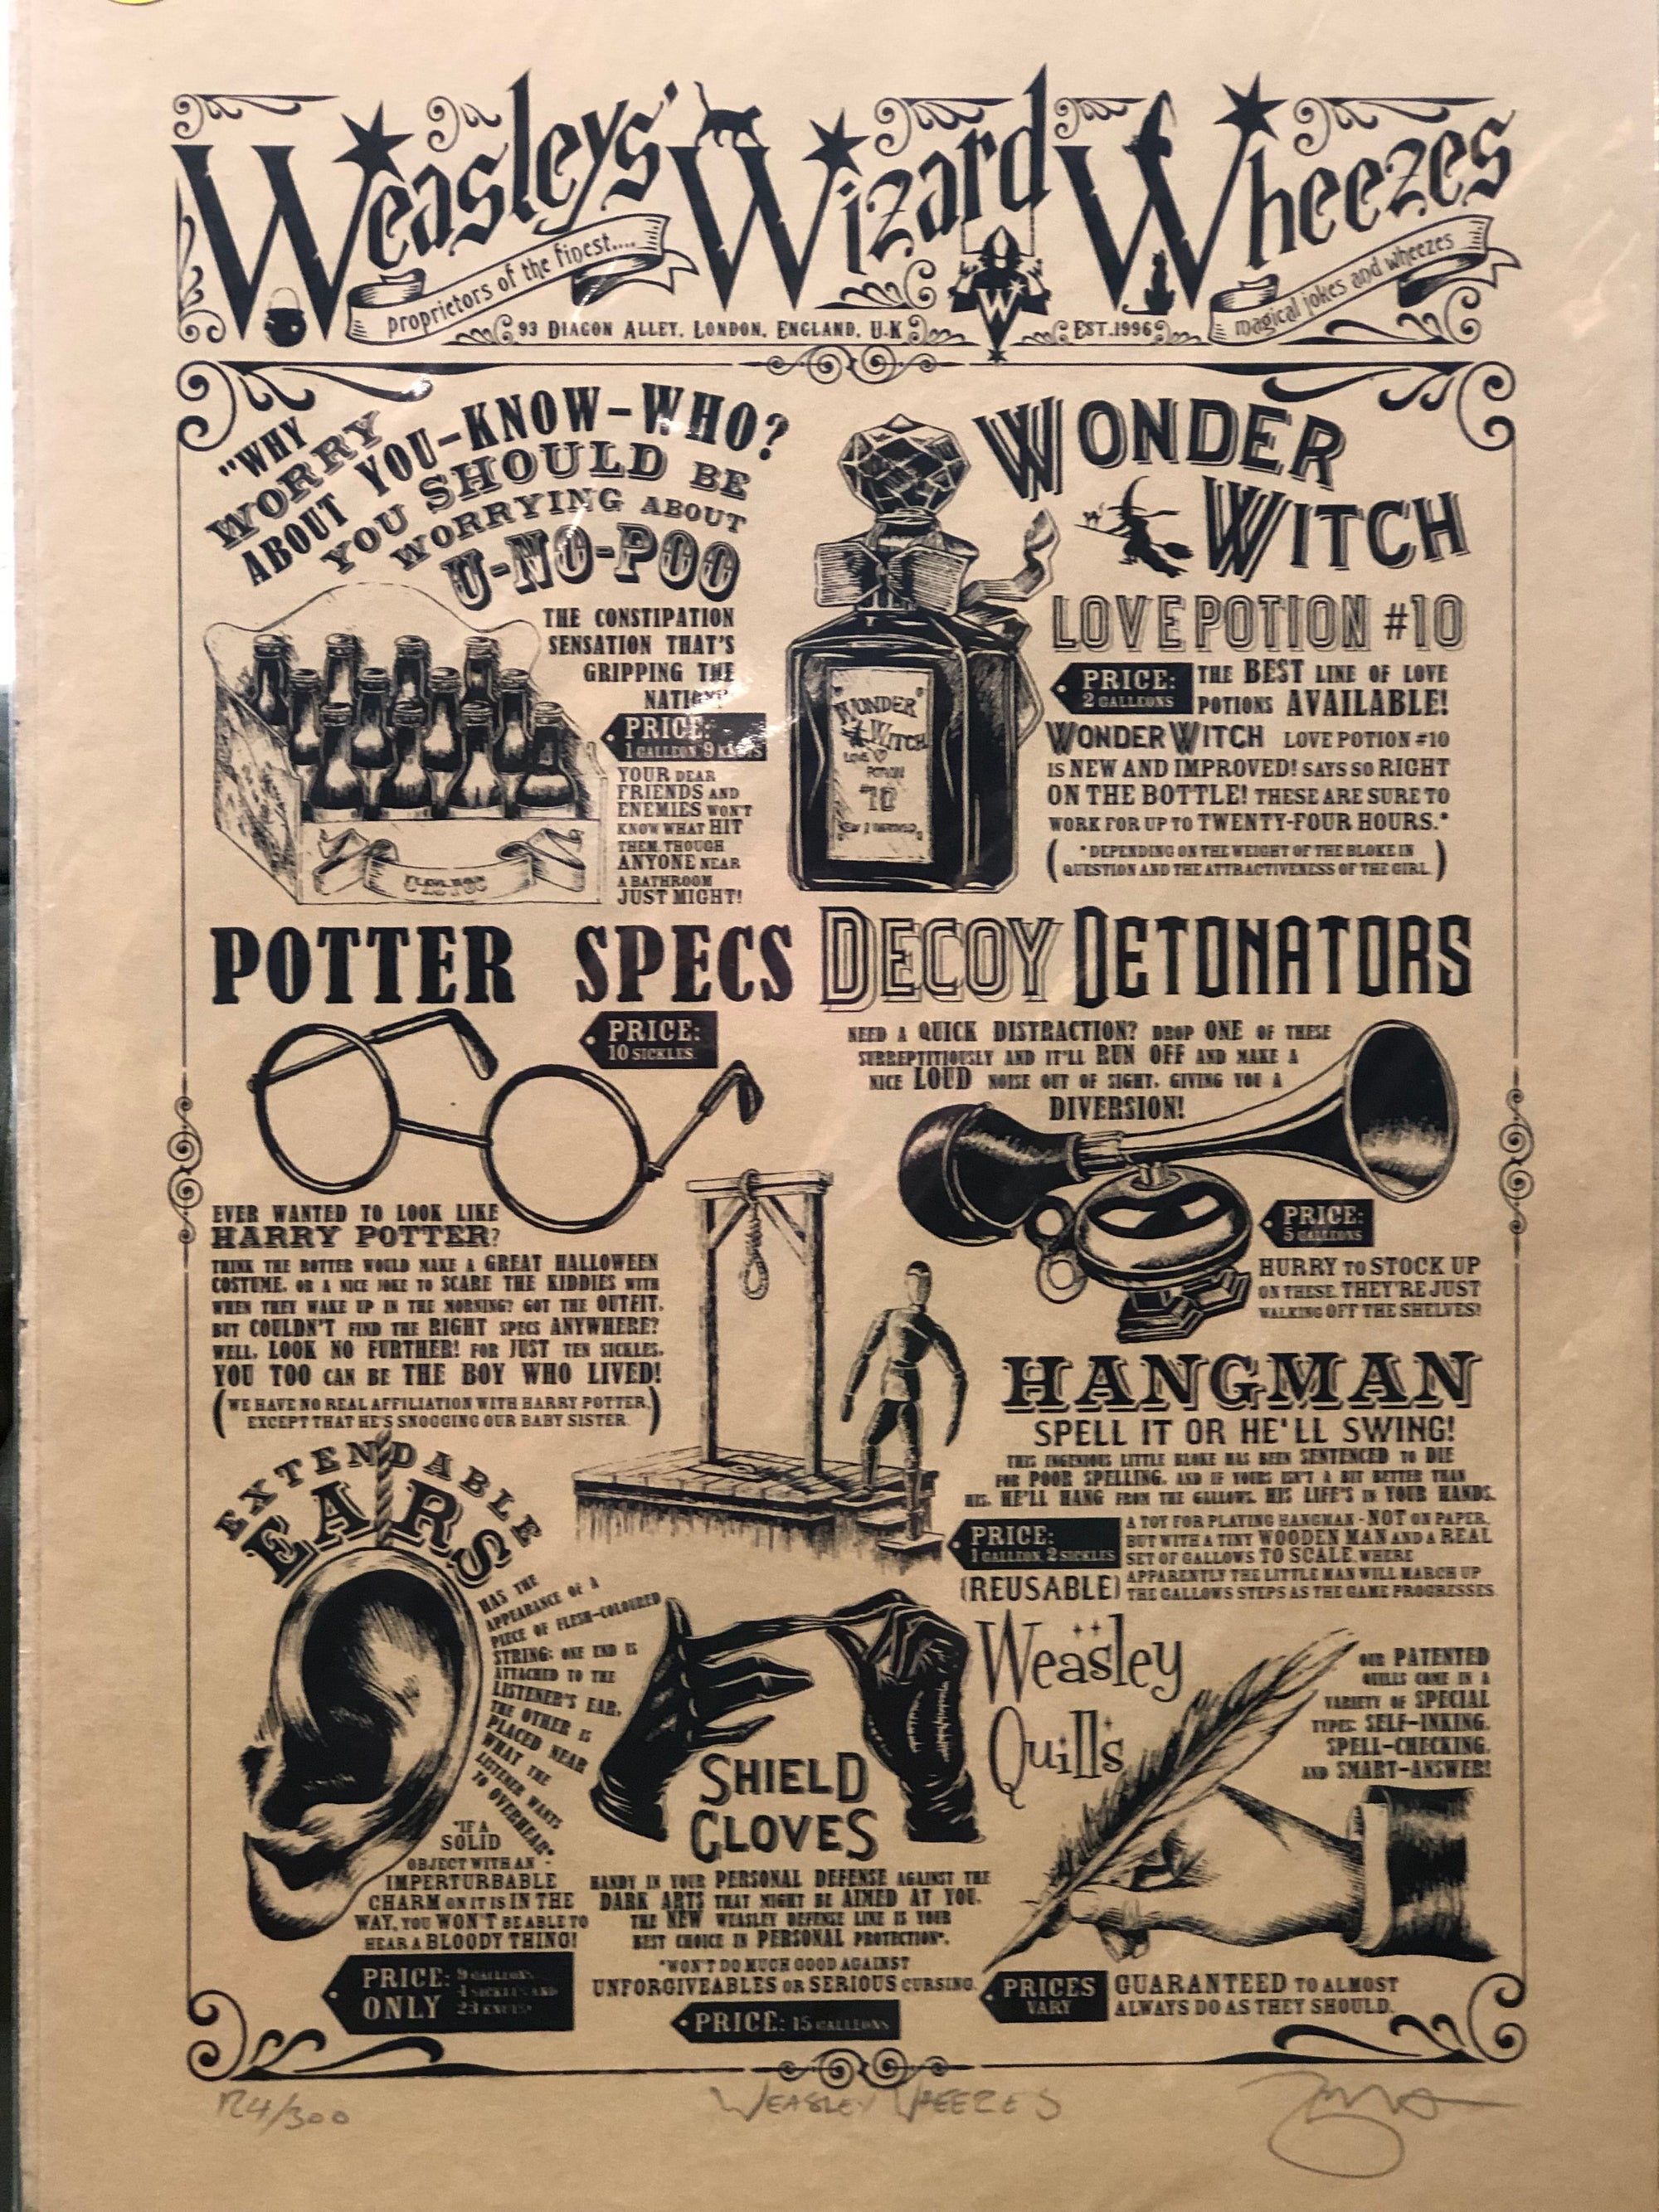 Weasleys' Wizard Wheezes
proprietors of the finest....
magical jokes and wheezes
93 DIAGON ALLEY, LONDON, ENGLAND, U.K
EST.1996
W
"WHY
WORRY
ABOUT YOU-KNOW-WHO?
YOU SHOULD BE
WORRYING ABOUT
U-NO-POO
THE CONSTIPATION
SENSATION THAT'S
GRIPPING THE
PRICE:
1 GALLEON 9 KNUTS
YOUR DEAR
FRIENDS AND
ENEMIES WON'T
KNOW WHAT HIT
THEM, THOUGH
ANYONE NEAR
A BATHROOM
JUST MIGHT!
WONDER
WITCH
LOVE POTION #10
PRICE:
2 GALLEONS
THE BEST LINE OF LOVE
POTIONS AVAILABLE!
WONDER WITCH LOVE POTION #10
IS NEW AND IMPROVED! SAYS SO RIGHT
ON THE BOTTLE! THESE ARE SURE TO
WORK FOR UP TO TWENTY-FOUR HOURS.*
(*DEPENDING ON THE WEIGHT OF THE BLOKE IN
QUESTION AND THE ATTRACTIVENESS OF THE GIRL.)
WONDER
WITCH
LOVE
POTION
10
POTTER SPECS
PRICE:
10 SICKLES
EVER WANTED TO LOOK LIKE
HARRY POTTER?
THINK THE ROTTER WOULD MAKE A GREAT HALLOWEEN
COSTUME, OR A NICE JOKE TO SCARE THE KIDDIES WITH
WHEN THEY WAKE UP IN THE MORNING? GOT THE OUTFIT,
BUT COULDN'T FIND THE RIGHT SPECS ANYWHERE?
WELL, LOOK NO FURTHER! FOR JUST TEN SICKLES,
YOU TOO CAN BE THE BOY WHO LIVED!
(WE HAVE NO REAL AFFILIATION WITH HARRY POTTER,
EXCEPT THAT HE'S SNOGGING OUR BABY SISTER.)
DECOY DETONATORS
NEED A QUICK DISTRACTION? DROP ONE OF THESE
SURREPTITIOUSLY AND IT'LL RUN OFF AND MAKE A
NICE LOUD NOISE OUT OF SIGHT, GIVING YOU A
DIVERSION!
PRICE:
5 GALLEONS
HURRY TO STOCK UP
ON THESE, THEY'RE JUST
WALKING OFF THE SHELVES!
HANGMAN
SPELL IT OR HE'LL SWING!
THIS INGENIOUS LITTLE BLOKE HAS BEEN SENTENCED TO DIE
FOR POOR SPELLING, AND IF YOURS ISN'T A BIT BETTER THAN
HIS, HE'LL HANG FROM THE GALLOWS. HIS LIFE'S IN YOUR HANDS.
PRICE:
1 GALLEON, 2 SICKLES
(REUSABLE)
A TOY FOR PLAYING HANGMAN - NOT ON PAPER,
BUT WITH A TINY WOODEN MAN AND A REAL
SET OF GALLOWS TO SCALE, WHERE
APPARENTLY THE LITTLE MAN WILL MARCH UP
THE GALLOWS STEPS AS THE GAME PROGRESSES.
EXTENDABLE
EARS
HAS THE
APPEARANCE OF A
PIECE OF FLESH-COLOURED
STRING: ONE END IS
ATTACHED TO THE
LISTENER'S EAR,
THE OTHER IS
PLACED NEAR
WHAT THE
LISTENER WANTS
TO OVERHEAR*
*IF A
SOLID
OBJECT WITH AN
IMPERTURBABLE
CHARM ON IT IS IN THE
WAY, YOU WON'T BE ABLE TO
HEAR A BLOODY THING!
PRICE:
ONLY
9 GALLEONS,
4 SICKLES AND
23 KNUTS!
SHIELD
GLOVES
HANDY IN YOUR PERSONAL DEFENSE AGAINST THE
DARK ARTS THAT MIGHT BE AIMED AT YOU.
THE NEW WEASLEY DEFENSE LINE IS YOUR
BEST CHOICE IN PERSONAL PROTECTION*.
*WON'T DO MUCH GOOD AGAINST
UNFORGIVEABLES OR SERIOUS CURSING.
PRICE: 15 GALLEONS
Weasley
Quills
OUR PATENTED
QUILLS COME IN A
VARIETY OF SPECIAL
TYPES: SELF-INKING,
SPELL-CHECKING,
AND SMART-ANSWER!
PRICES
VARY
GUARANTEED TO ALMOST
ALWAYS DO AS THEY SHOULD.
124/300
WEASLEY WHEEZES